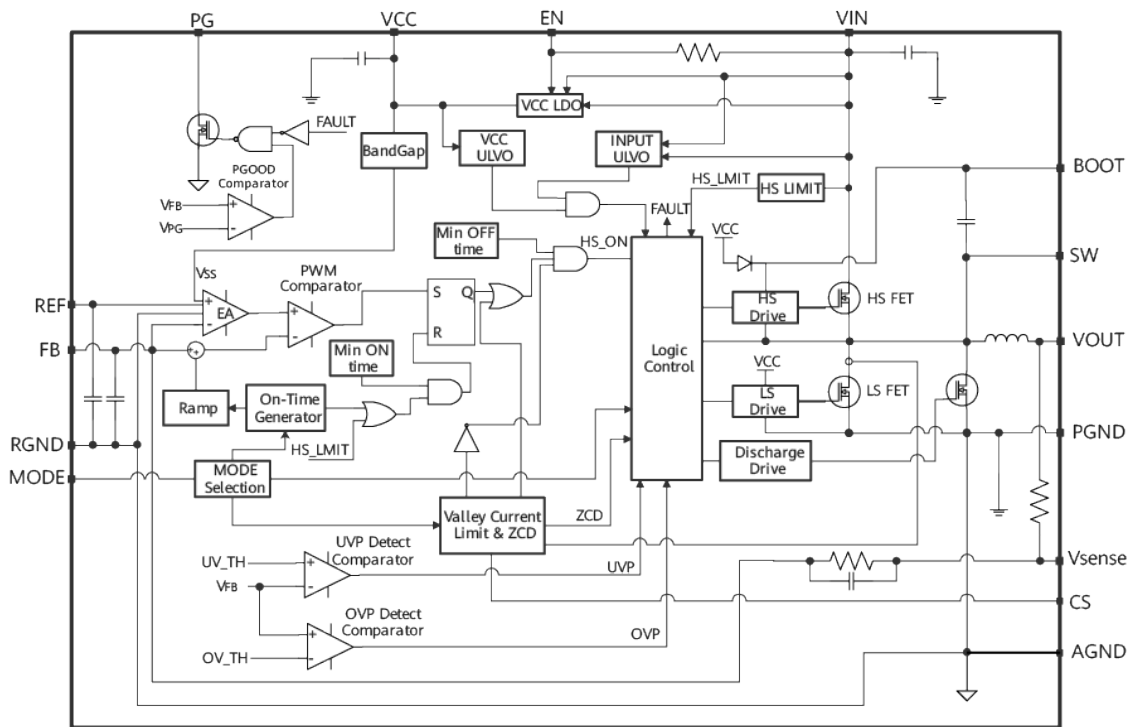 PG
VCC
EN
VIN
VCC LDO
FAULT
BandGap
VCC
ULVO
INPUT
ULVO
PGOOD
Comparator
VFB
VPG
HS_LMIT
HS LIMIT
FAULT
BOOT
Min OFF
time
HS_ON
VCC
SW
VSS
PWM
Comparator
REF
EA
S
Q
R
HS
Drive
HS FET
FB
Min ON
time
Logic
Control
VOUT
VCC
Ramp
On-Time
Generator
LS
Drive
LS FET
RGND
HS_LMIT
PGND
MODE
MODE
Selection
Discharge
Drive
Valley Current
Limit & ZCD
ZCD
UVP Detect
Comparator
UV_TH
VFB
UVP
Vsense
CS
OVP Detect
Comparator
OVP
OV_TH
AGND